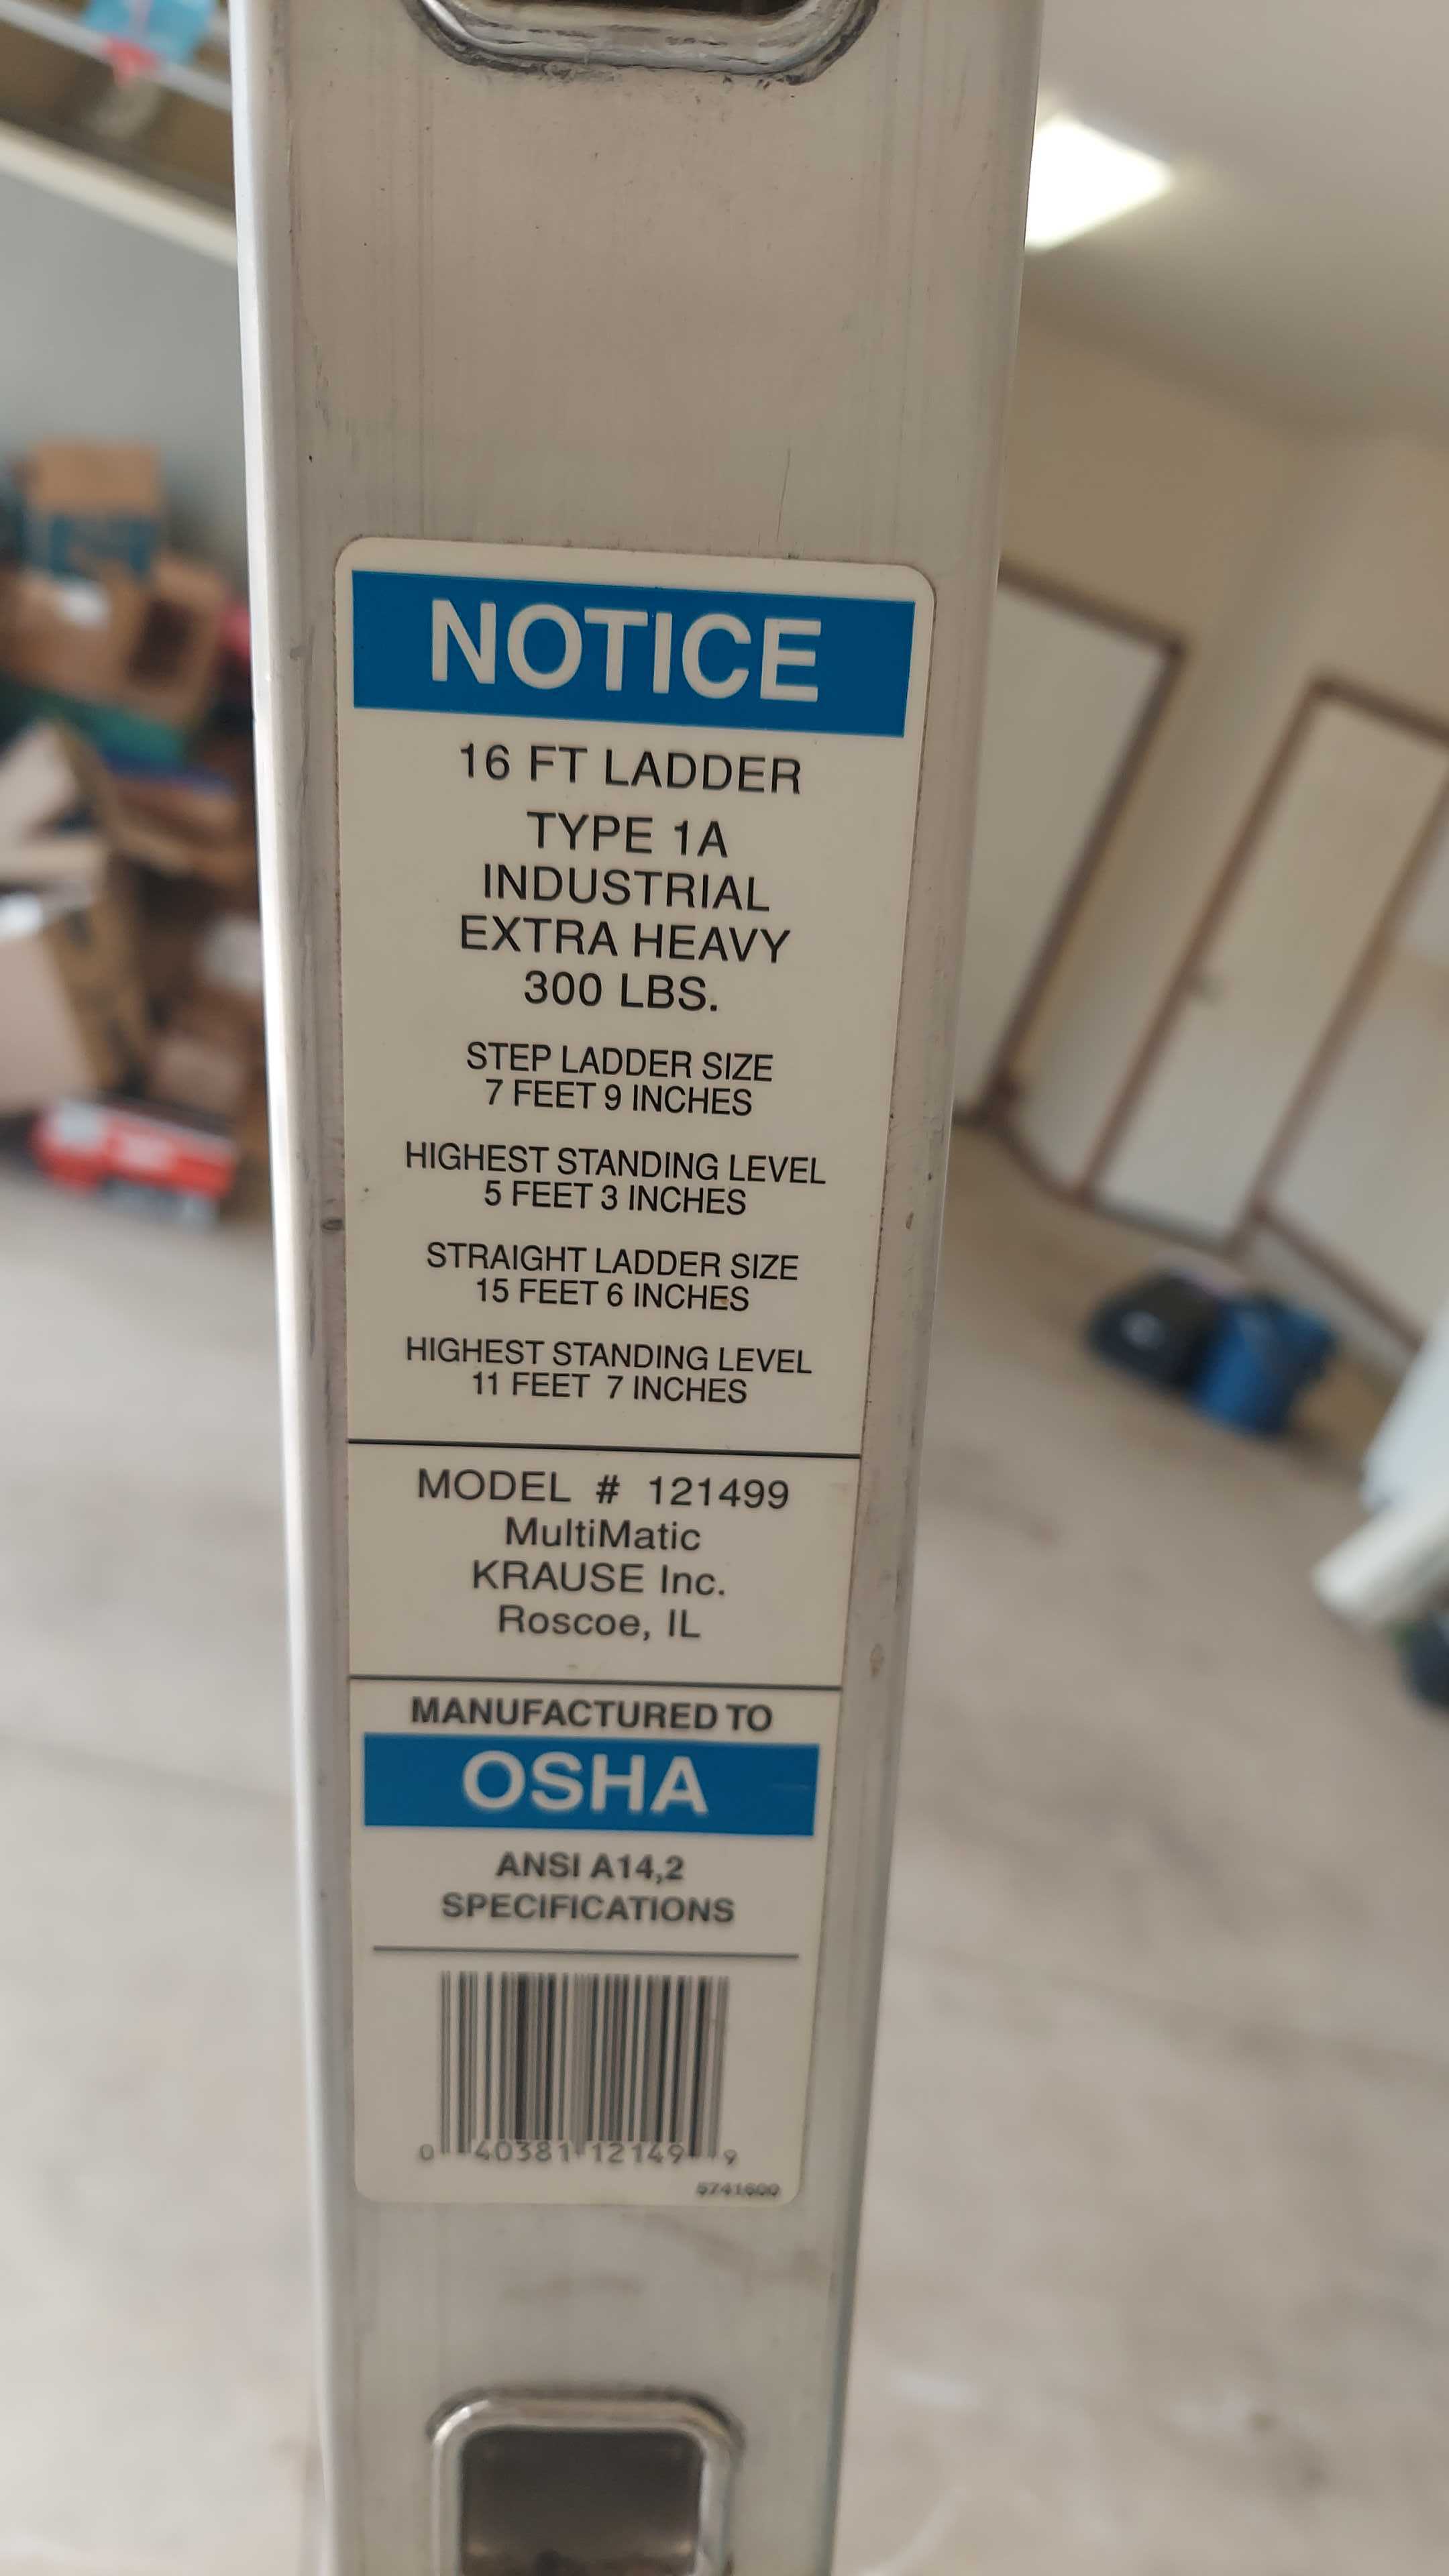 NOTICE
16 FT LADDER
TYPE 1A
INDUSTRIAL
EXTRA HEAVY
300 LBS.
STEP LADDER SIZE
7 FEET 9 INCHES
HIGHEST STANDING LEVEL
5 FEET 3 INCHES
STRAIGHT LADDER SIZE
15 FEET 6 INCHES
HIGHEST STANDING LEVEL
11 FEET 7 INCHES
MODEL # 121499
MultiMatic
KRAUSE Inc.
Roscoe, IL
MANUFACTURED TO
OSHA
ANSI A14,2
SPECIFICATIONS
0 40381 12149 9
5741600